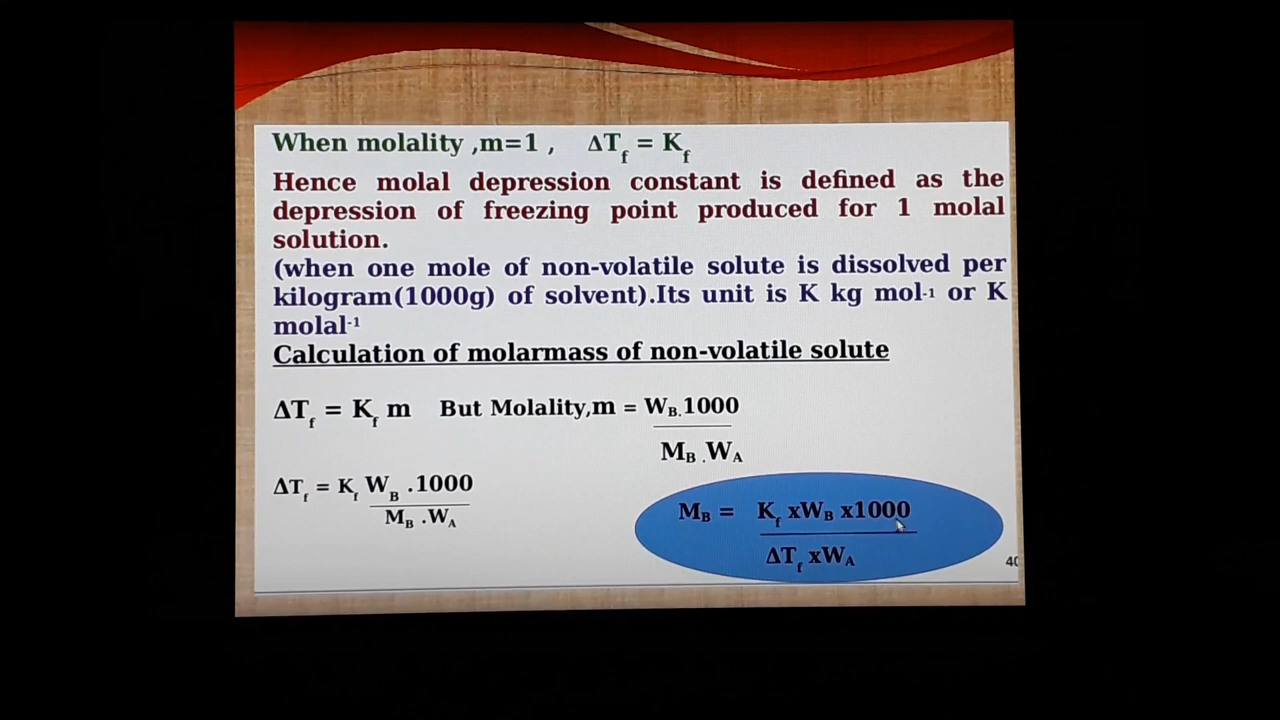 When molality ,m=1 , ΔTf = Kf
Hence molal depression constant is defined as the
depression of freezing point produced for 1 molal
solution.
(when one mole of non-volatile solute is dissolved per
kilogram(1000g) of solvent).Its unit is K kg mol-1 or K
molal-1
Calculation of molarmass of non-volatile solute
ΔTf = Kf m But Molality,m = WB.1000
MB .WA
ΔTf = Kf WB .1000
MB .WA
MB = Kf xWB x1000
ΔTf xWA
40